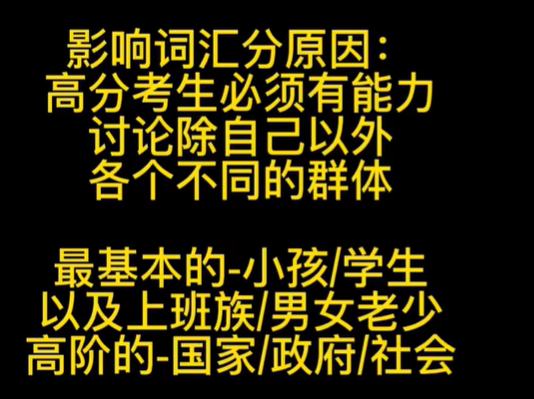 影响词汇分原因：
高分考生必须有能力
讨论除自己以外
各个不同的群体
最基本的-小孩/学生
以及上班族/男女老少
高阶的-国家/政府/社会